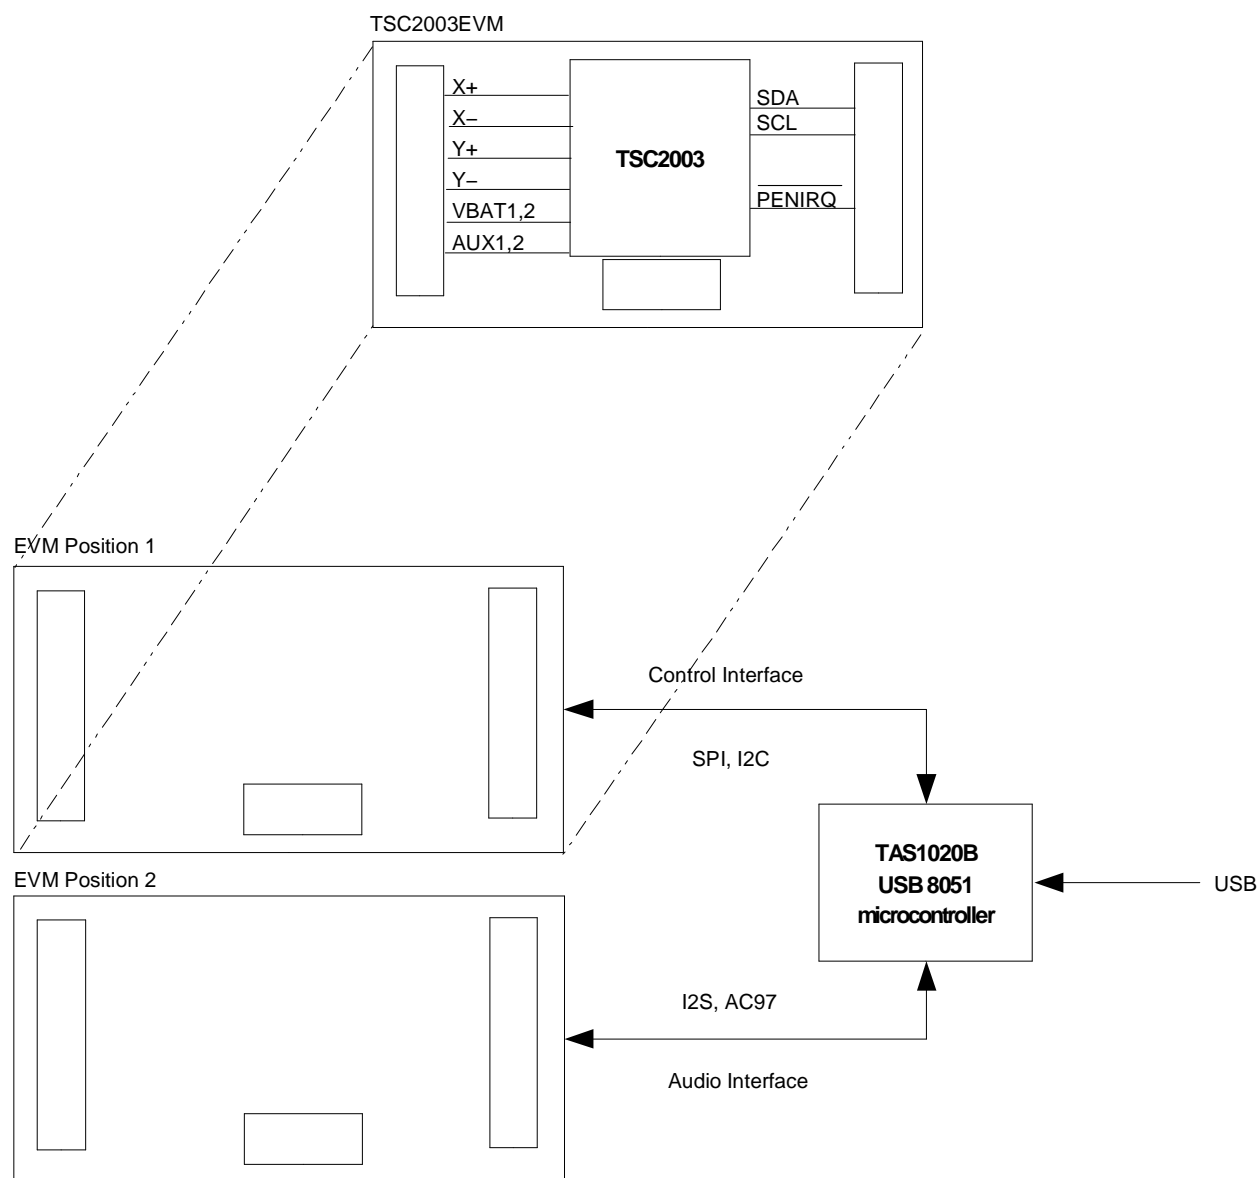 TSC2003EVM
X+
X−
Y+
Y−
VBAT1,2
AUX1,2
TSC2003
SDA
SCL
PENIRQ
EVM Position 1
Control Interface
SPI, I2C
TAS1020B
USB 8051
microcontroller
USB
EVM Position 2
I2S, AC97
Audio Interface